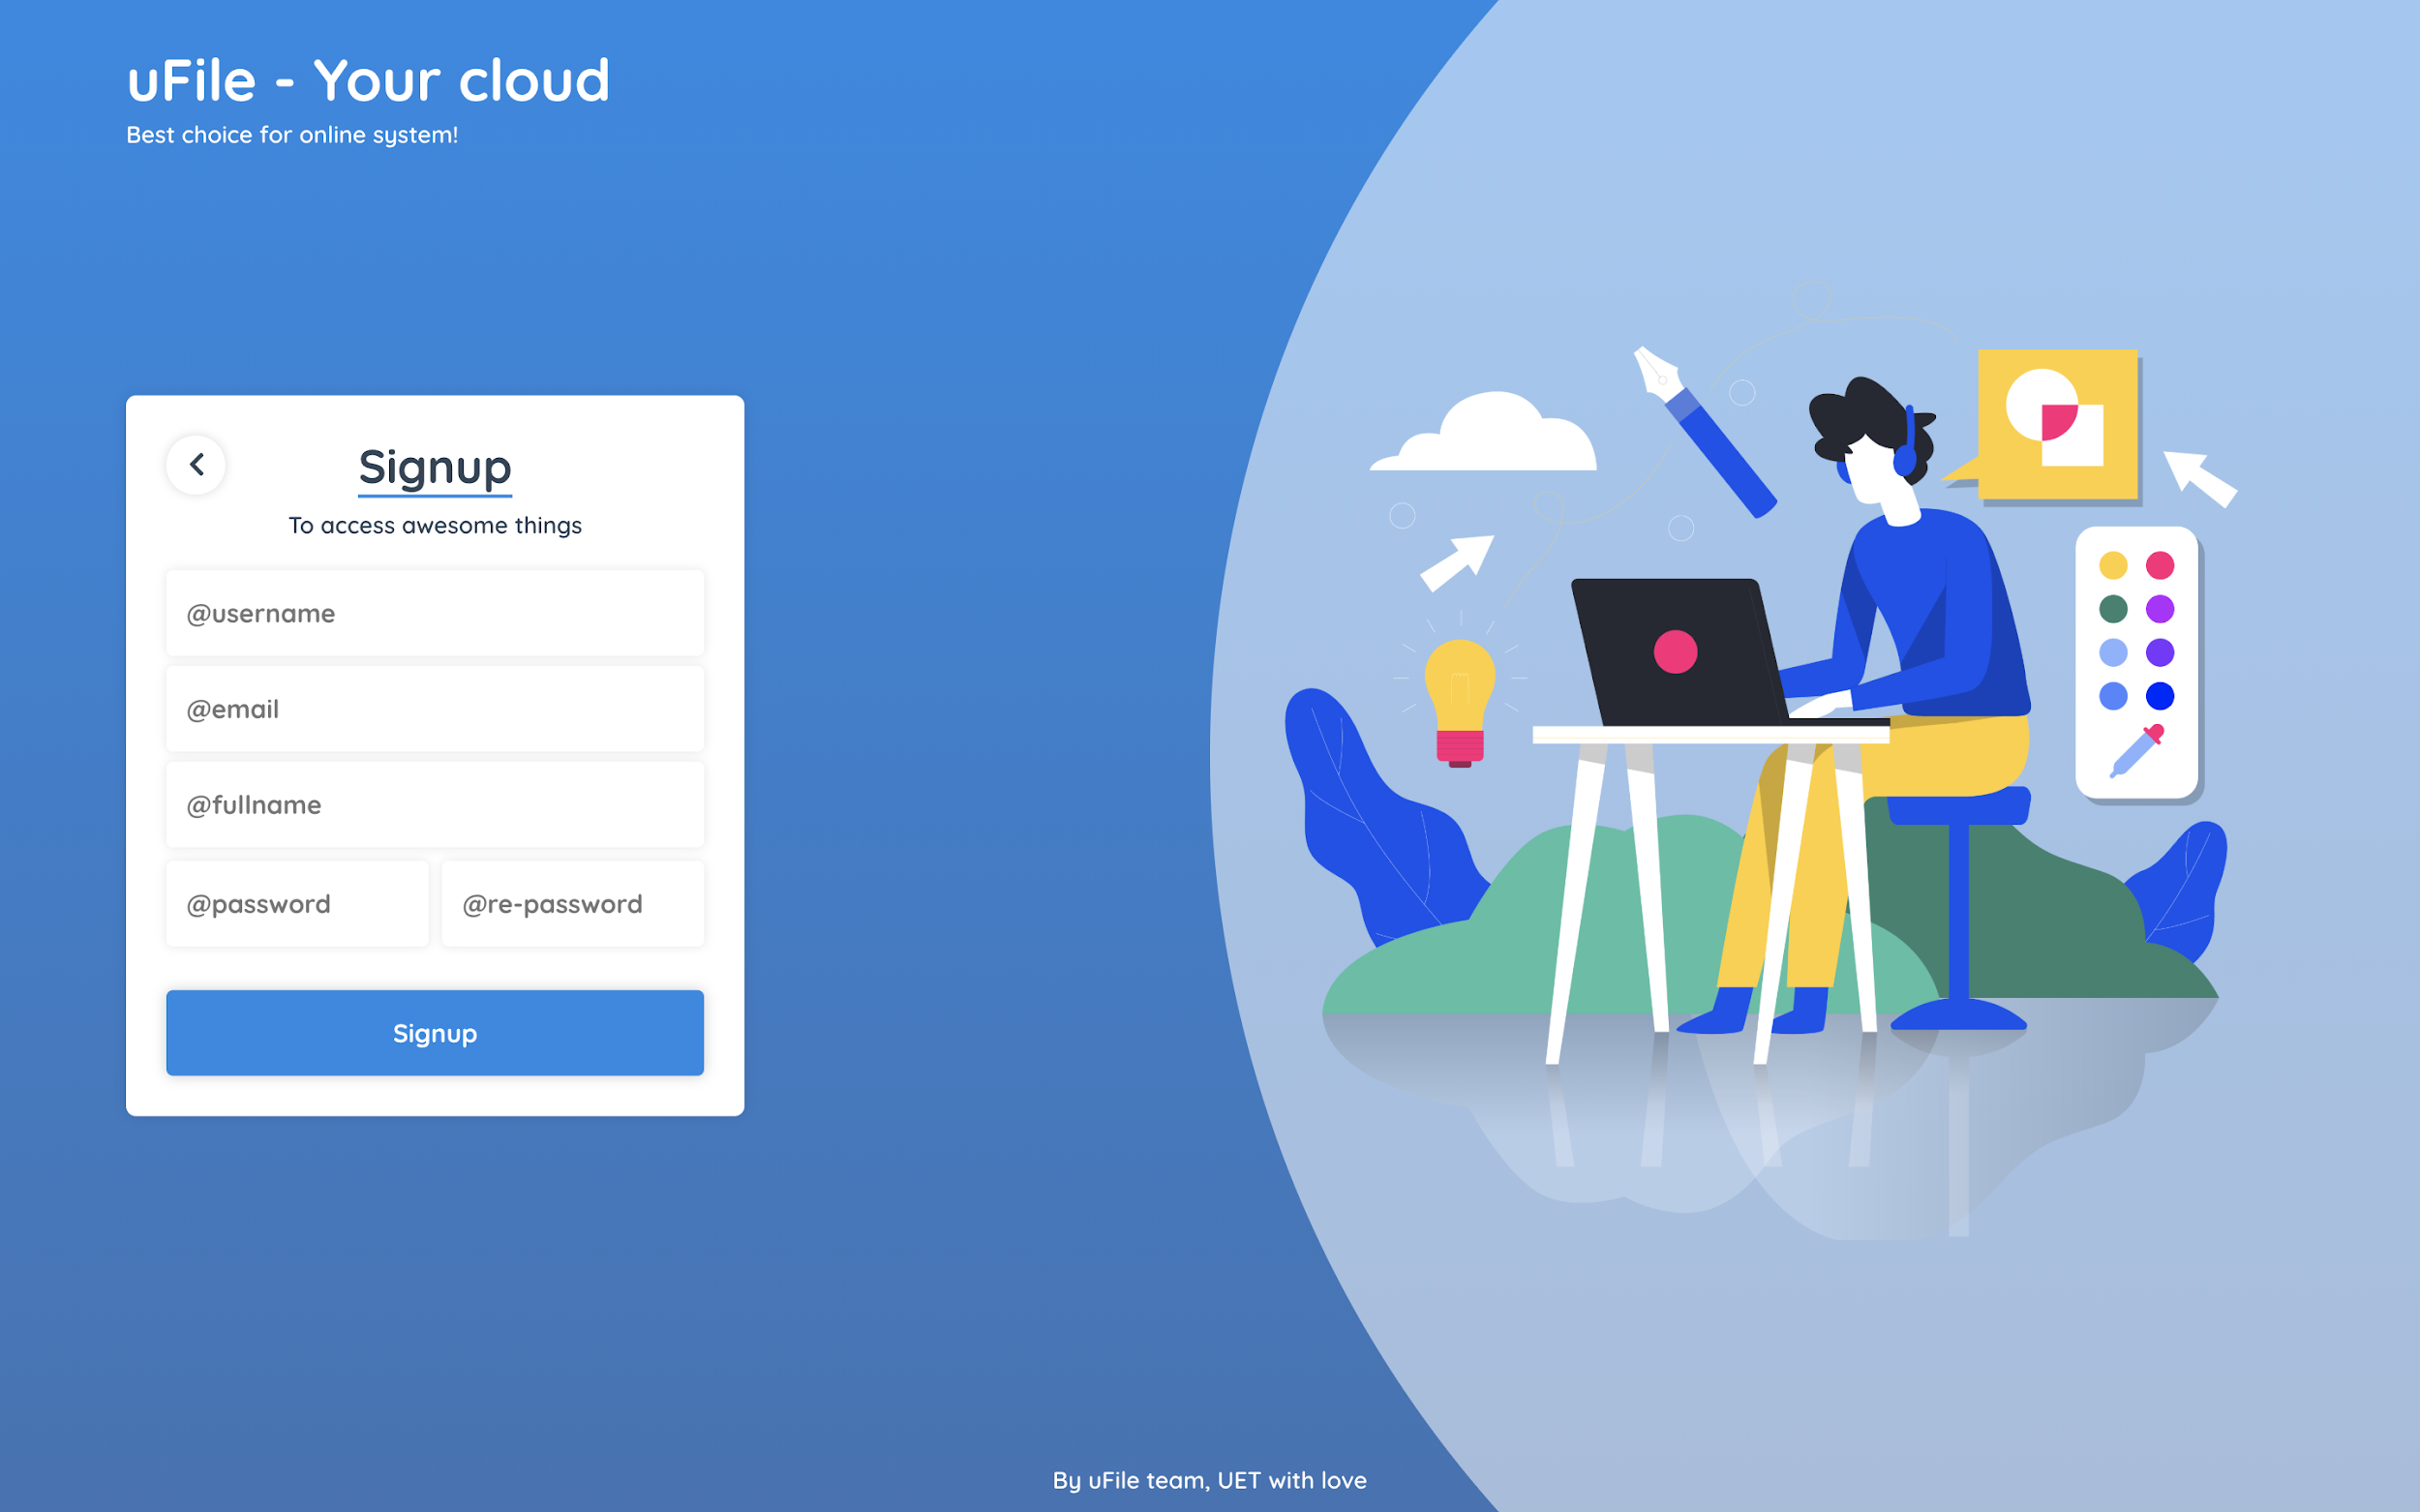 uFile - Your cloud
Best choice for online system!
Signup
To access awesome things
@username
@email
@fullname
@password @re-password
Signup
By uFile team, UET with love